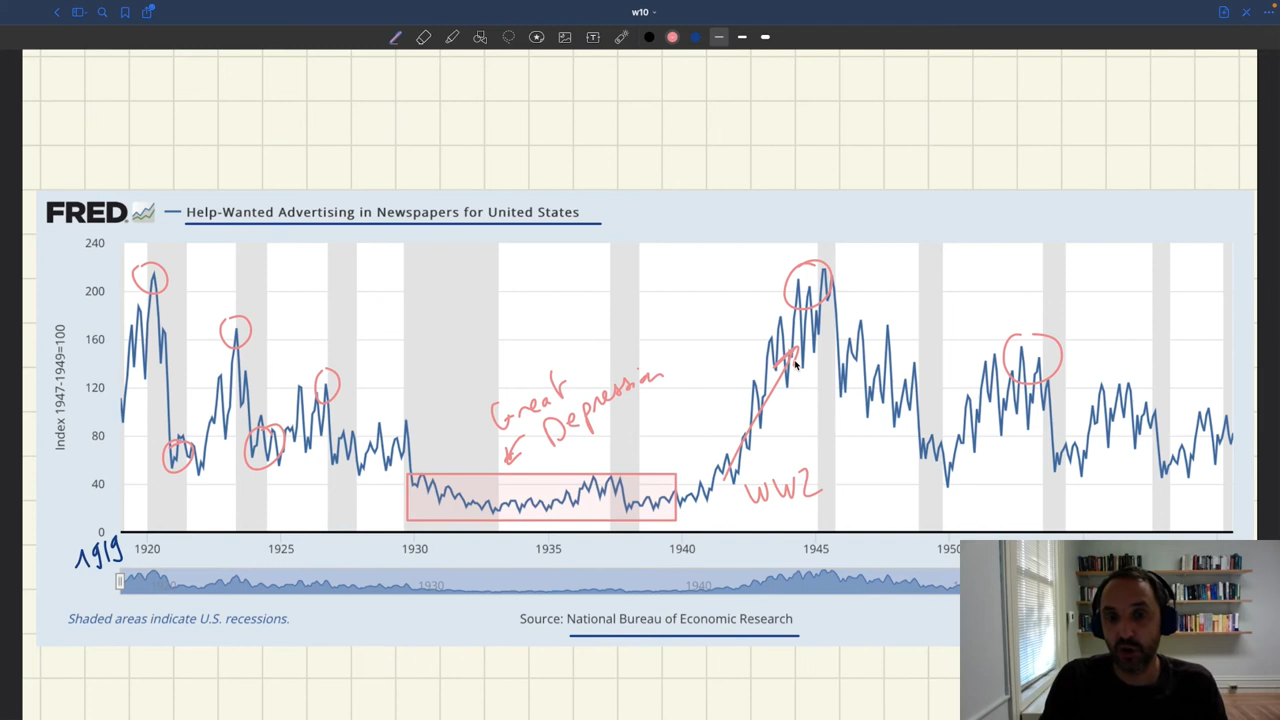 w10
FRED
Help-Wanted Advertising in Newspapers for United States
Index 1947-1949=100
240
200
160
120
80
40
0
Great
Depression
WW2
1919
1920
1925
1930
1935
1940
1945
1950
1930
1940
Shaded areas indicate U.S. recessions.
Source: National Bureau of Economic Research